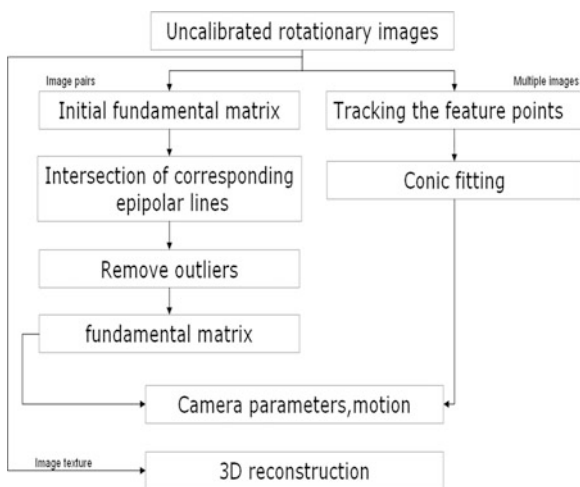 Uncalibrated rotationary images
Image pairs
Multiple images
Initial fundamental matrix
Tracking the feature points
Intersection of corresponding
epipolar lines
Conic fitting
Remove outliers
fundamental matrix
Camera parameters,motion
Image texture
3D reconstruction